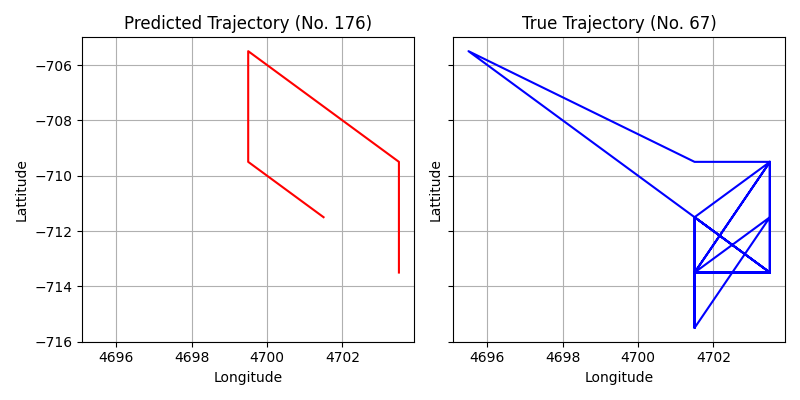 Predicted Trajectory (No. 176)
True Trajectory (No. 67)
−706
−708
−710
−712
−714
−716
Lattitude
Lattitude
4696
4698
4700
4702
4696
4698
4700
4702
Longitude
Longitude